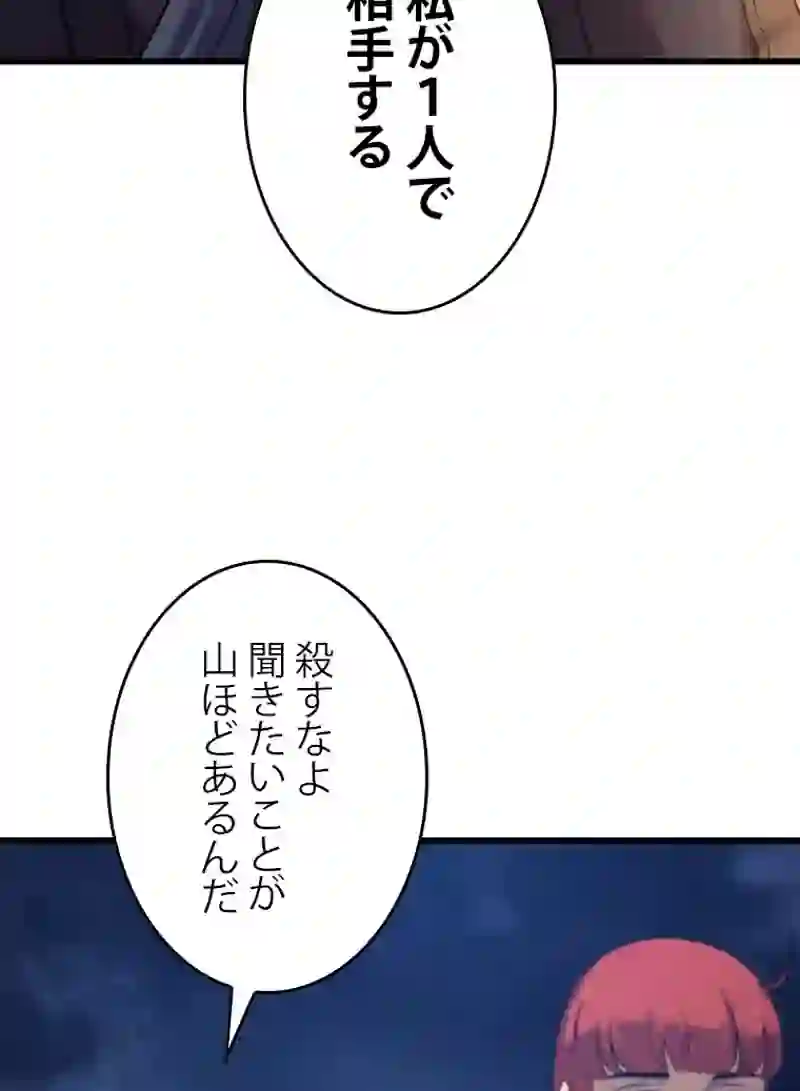 私が1人で
相手する
殺すなよ
聞きたいことが
山ほどあるんだ